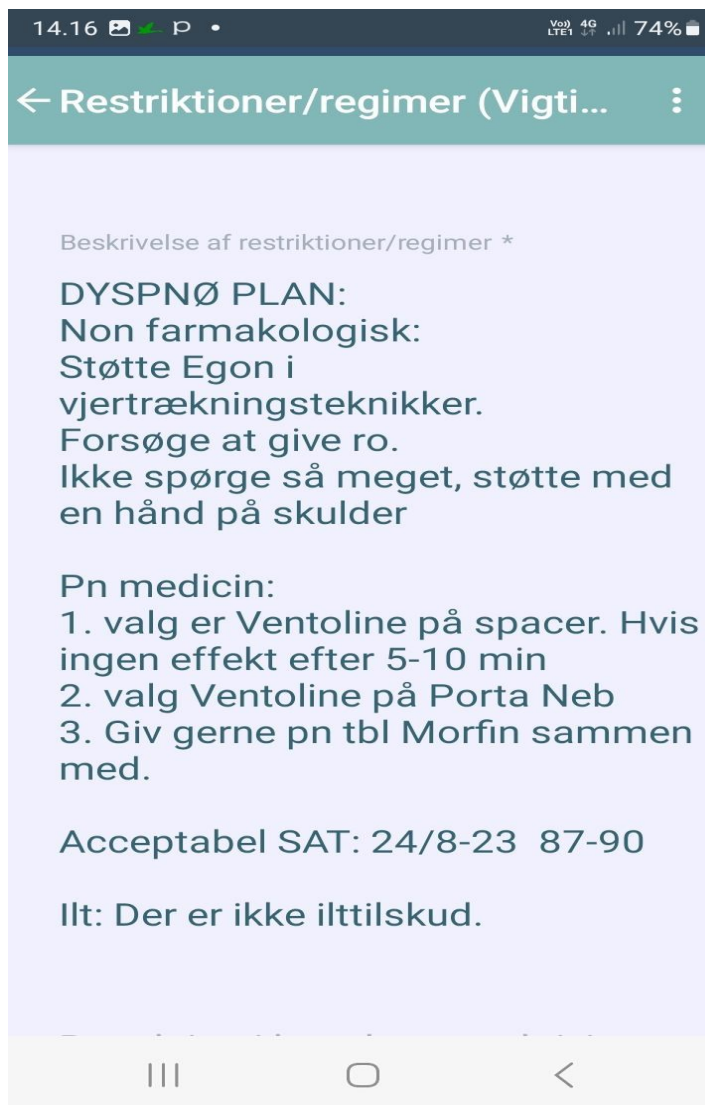 14.16
Vo)) 4G 74%
LTE1
Restriktioner/regimer (Vigti...
Beskrivelse af restriktioner/regimer *
DYSPNØ PLAN:
Non farmakologisk:
Støtte Egon i
vjertrækningsteknikker.
Forsøge at give ro.
Ikke spørge så meget, støtte med
en hånd på skulder
Pn medicin:
1. valg er Ventoline på spacer. Hvis
ingen effekt efter 5-10 min
2. valg Ventoline på Porta Neb
3. Giv gerne pn tbl Morfin sammen
med.
Acceptabel SAT: 24/8-23 87-90
Ilt: Der er ikke ilttilskud.